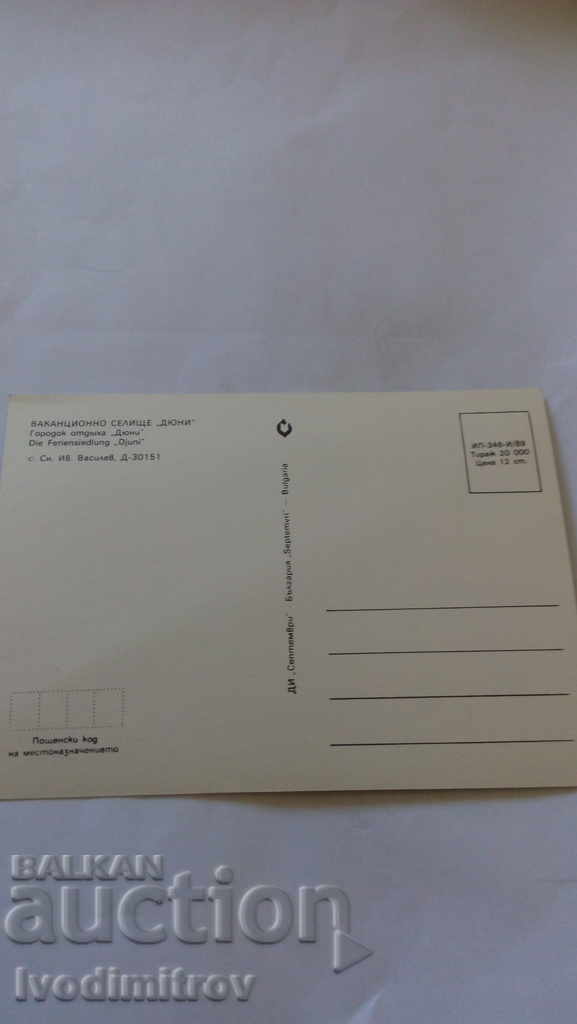 ВАКАНЦИОННО СЕЛИЩЕ „ДЮНИ"
Городок отдыха „Дюни"
Die Feriensiedlung „Djuni"
с. Сн. Ив. Василев, Д-30151
ИП-346-И/89
Тираж 20 000
Цена 12 ст.
ДИ „Септември" · България „Septemvri" — Bulgaria
Пощенски код
на местоназначението
BALKAN
auction
Ivodimitrov